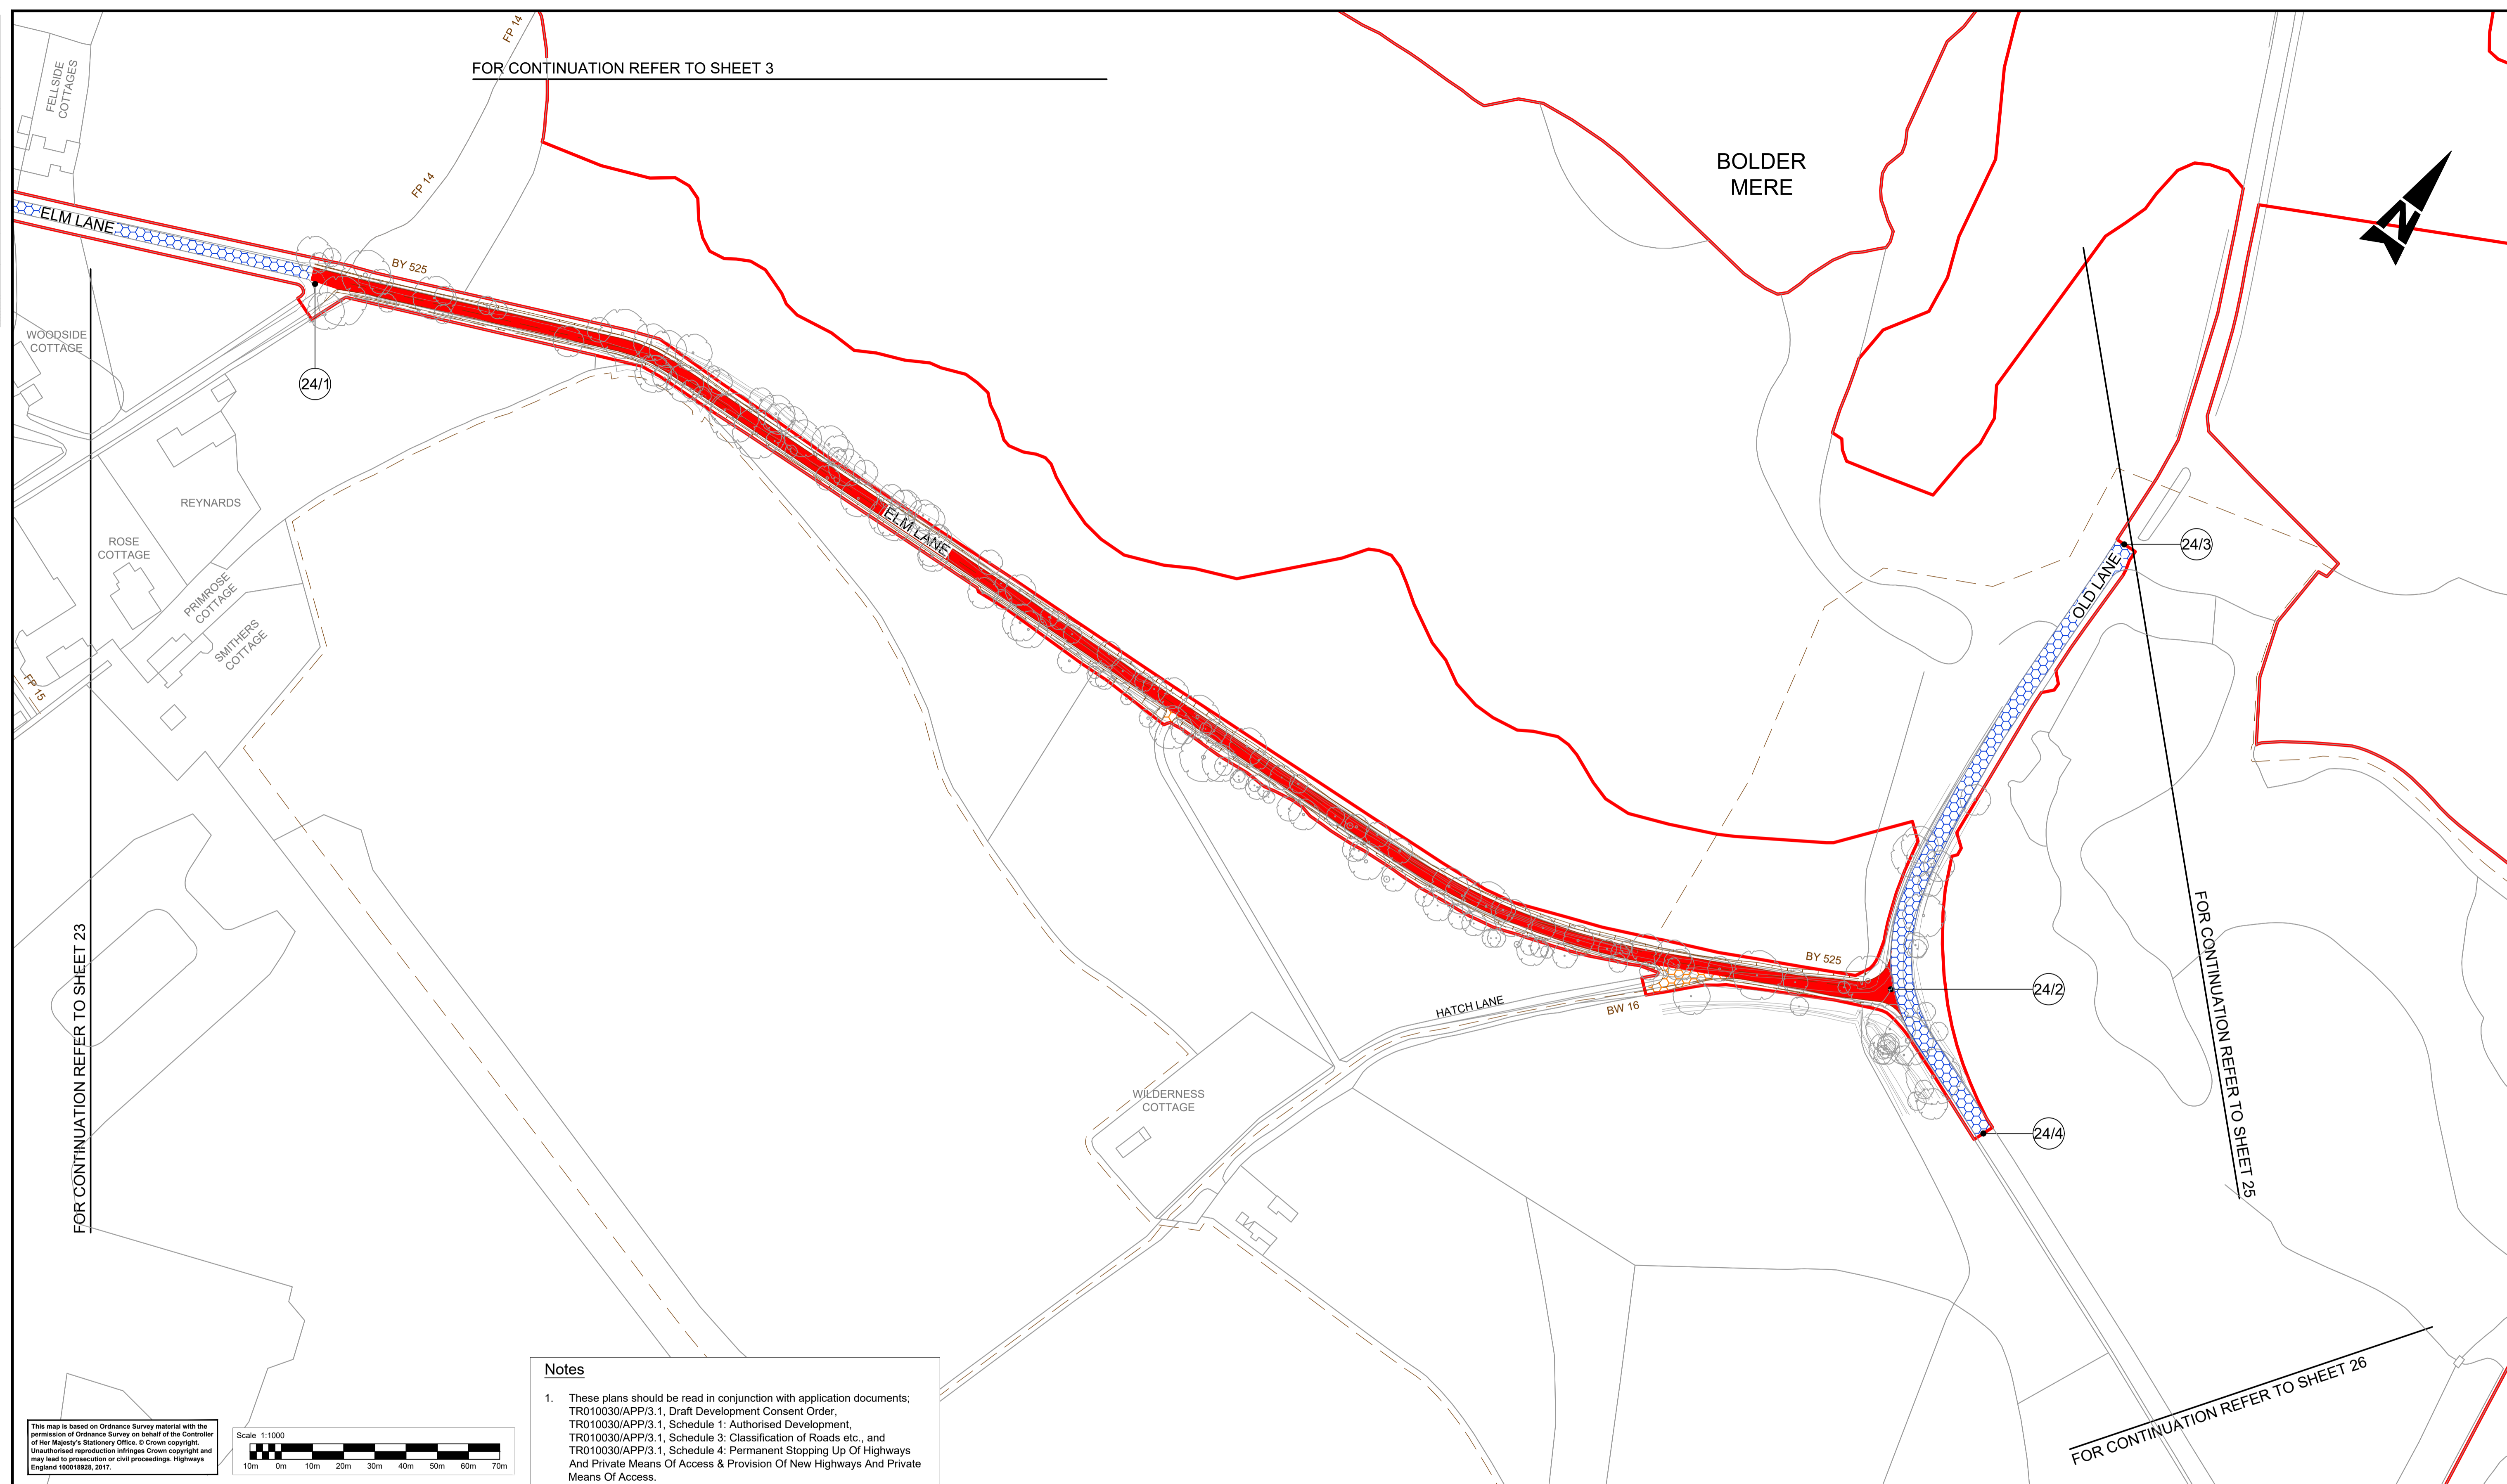 FP 14
FOR CONTINUATION REFER TO SHEET 3
FELLSIDE
COTTAGES
FP 14
BOLDER
MERE
N
ELM LANE
BY 525
WOODSIDE
COTTAGE
24/1
REYNARDS
ELM LANE
ROSE
COTTAGE
24/3
OLD LANE
PRIMROSE
COTTAGE
SMITHERS
COTTAGE
FP 15
FOR CONTINUATION REFER TO SHEET 23
FOR CONTINUATION REFER TO SHEET 25
BY 525
24/2
HATCH LANE
BW 16
WILDERNESS
COTTAGE
24/4
FOR CONTINUATION REFER TO SHEET 26
Notes
1. These plans should be read in conjunction with application documents;
TR010030/APP/3.1, Draft Development Consent Order,
TR010030/APP/3.1, Schedule 1: Authorised Development,
TR010030/APP/3.1, Schedule 3: Classification of Roads etc., and
TR010030/APP/3.1, Schedule 4: Permanent Stopping Up Of Highways
And Private Means Of Access & Provision Of New Highways And Private
Means Of Access.
This map is based on Ordnance Survey material with the
permission of Ordnance Survey on behalf of the Controller
of Her Majesty's Stationery Office. © Crown copyright.
Unauthorised reproduction infringes Crown copyright and
may lead to prosecution or civil proceedings. Highways
England 100018928, 2017.
Scale 1:1000
10m 0m 10m 20m 30m 40m 50m 60m 70m